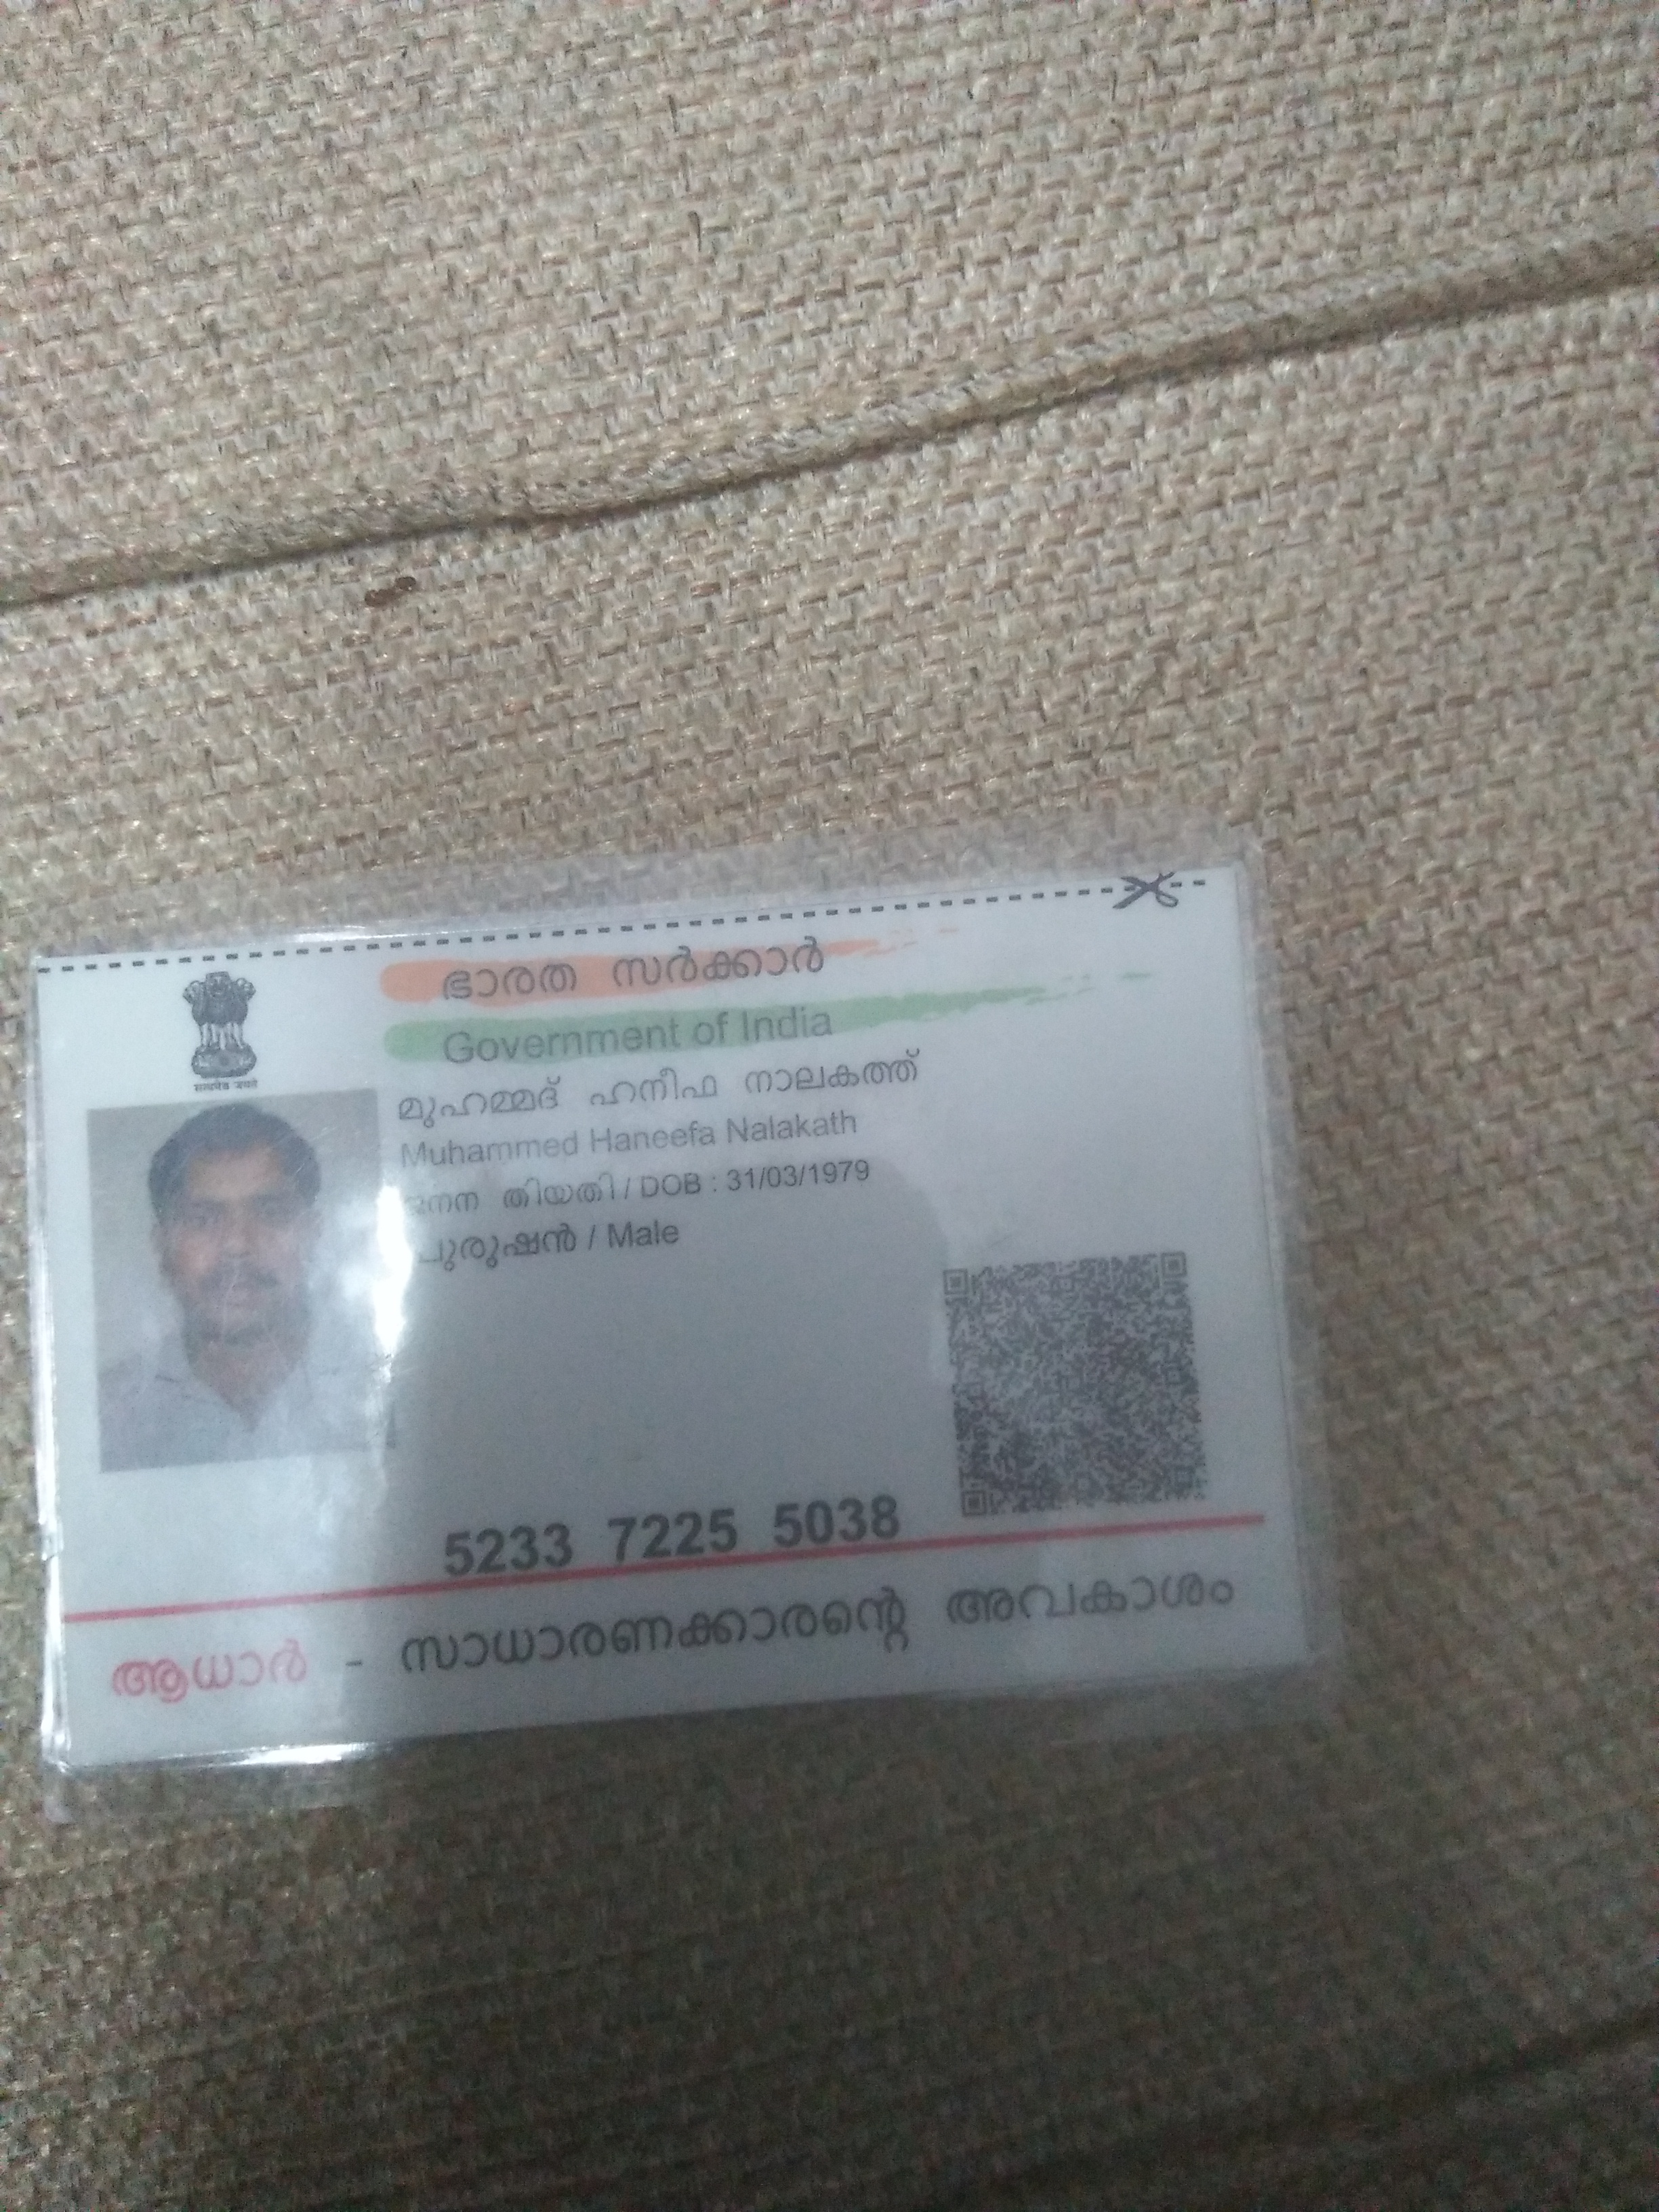 ഭാരത സർക്കാർ
Government of India
सत्यमेव जयते
മുഹമ്മദ് ഹനീഫ നാലകത്ത്
Muhammed Haneefa Nalakath
ജനന തിയതി / DOB : 31/03/1979
പുരുഷൻ / Male
5233 7225 5038
ആധാർ - സാധാരണക്കാരന്റെ അവകാശം